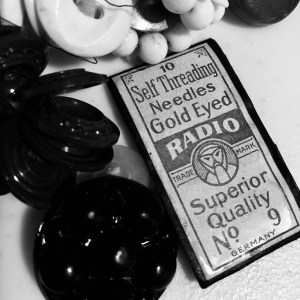 10
Self Threading
Needles
Gold Eyed
RADIO
TRADE MARK
Superior
Quality
No 9
GERMANY